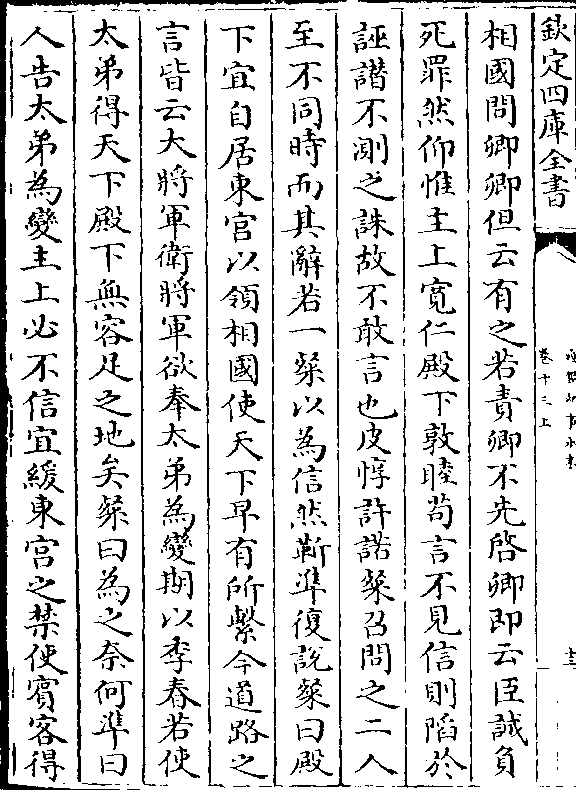 欽定四庫全書
卷十三上
十三
相國問卿卿但云有之若責卿不先啓卿即云臣誠負
死罪然仰惟主上寬仁殿下敦睦苟言不見信則陷於
誣譖不測之誅故不敢言也皮惇許諾粲召問之二人
至不同時而其辭若一粲以為信然靳準復說粲曰殿
下宜自居東宫以領相國使天下早有所繫今道路之
言皆云大將軍衛將軍欲奉太弟為變期以季春若使
太弟得天下殿下無容足之地矣粲曰為之奈何準曰
人告太弟為變主上必不信宜緩東宫之禁使賓客得